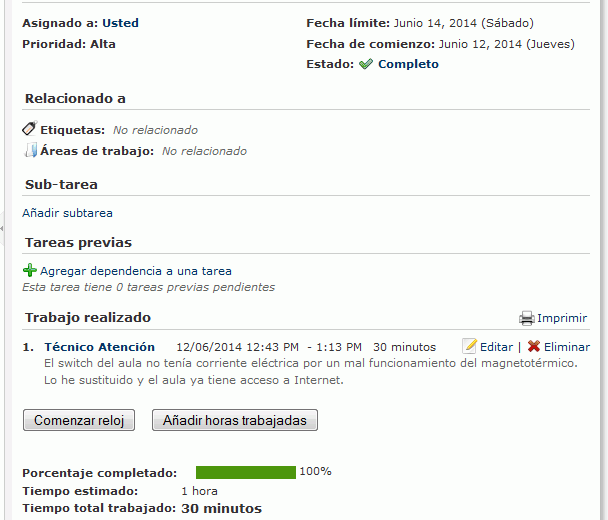 Asignado a: Usted Fecha límite: Junio 14, 2014 (Sábado)
Prioridad: Alta Fecha de comienzo: Junio 12, 2014 (Jueves)
Estado: Completo
Relacionado a
Etiquetas: No relacionado
Áreas de trabajo: No relacionado
Sub-tarea
Añadir subtarea
Tareas previas
Agregar dependencia a una tarea
Esta tarea tiene 0 tareas previas pendientes
Trabajo realizado Imprimir
1. Técnico Atención 12/06/2014 12:43 PM - 1:13 PM 30 minutos Editar | Eliminar
El switch del aula no tenía corriente eléctrica por un mal funcionamiento del magnetotérmico.
Lo he sustituido y el aula ya tiene acceso a Internet.
Comenzar reloj Añadir horas trabajadas
Porcentaje completado: 100%
Tiempo estimado: 1 hora
Tiempo total trabajado: 30 minutos